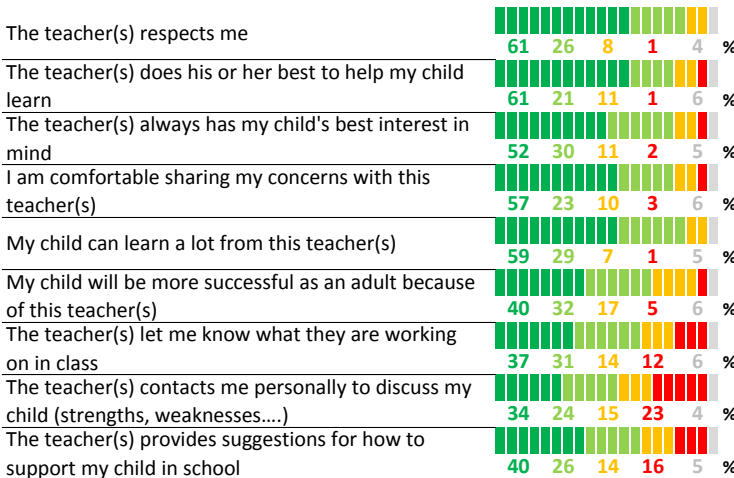 The teacher(s) respects me
61 26 8 1 4 %
The teacher(s) does his or her best to help my child
learn
61 21 11 1 6 %
The teacher(s) always has my child's best interest in
mind
52 30 11 2 5 %
I am comfortable sharing my concerns with this
teacher(s)
57 23 10 3 6 %
My child can learn a lot from this teacher(s)
59 29 7 1 5 %
My child will be more successful as an adult because
of this teacher(s)
40 32 17 5 6 %
The teacher(s) let me know what they are working
on in class
37 31 14 12 6 %
The teacher(s) contacts me personally to discuss my
child (strengths, weaknesses....)
34 24 15 23 4 %
The teacher(s) provides suggestions for how to
support my child in school
40 26 14 16 5 %